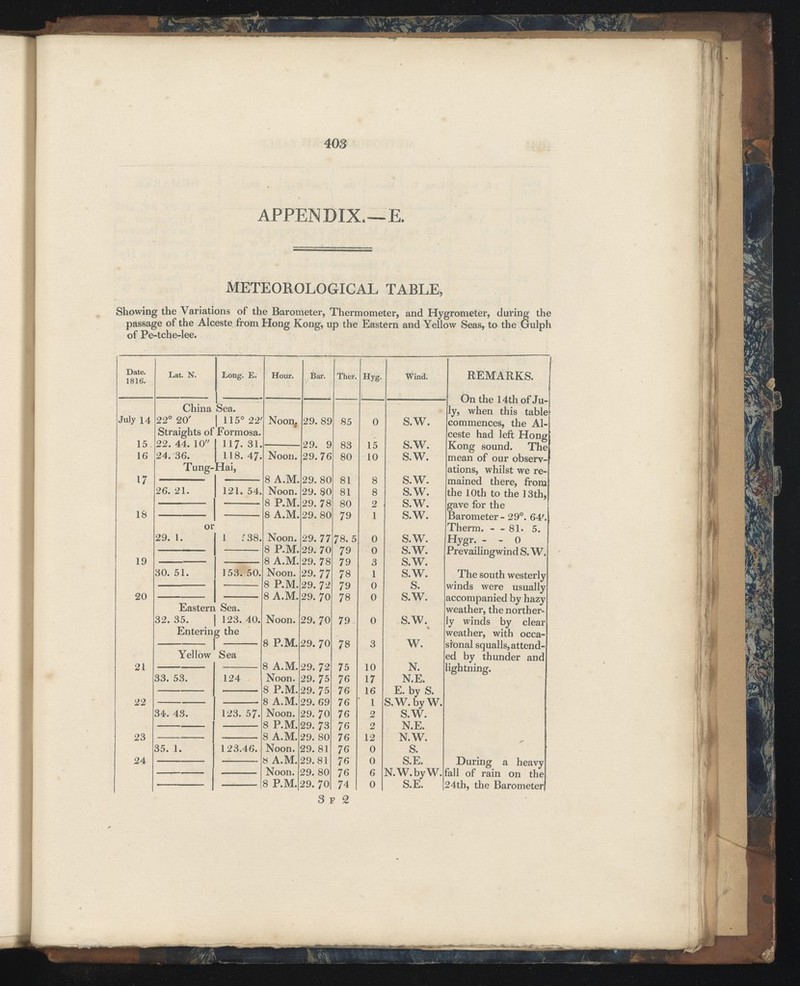 403
APPENDIX.—E.
METEOROLOGICAL TABLE,
Showing the Variations of the Barometer, Thermometer, and Hygrometer, during the
passage of the Alceste from Hong Kong, up the Eastern and Yellow Seas, to the Gulph
of Pe-tche-lee.
Date. 1816. Lat. N. Long. E. Hour. Bar. Ther. Hyg. Wind. REMARKS.
China Sea.
July 14 22° 20′ 115° 22′ Noon, 29. 89 85 0 S.W.
Straights of Formosa.
15 22. 44. 10″ 117. 31. —— 29. 9 83 15 S.W.
16 24. 36. 118. 47. Noon. 29. 76 80 10 S.W.
Tung-Hai,
17 —— —— 8 A.M. 29. 80 81 8 S.W.
26. 21. 121. 54. Noon. 29. 80 81 8 S.W.
—— —— 8 P.M. 29. 78 80 2 S.W.
18 —— —— 8 A.M. 29. 80 79 1 S.W.
or
29. 1. 1 38. Noon. 29. 77 78. 5 0 S.W.
—— —— 8 P.M. 29. 70 79 0 S.W.
19 —— —— 8 A.M. 29. 78 79 3 S.W.
30. 51. 153. 50. Noon. 29. 77 78 1 S.W.
—— —— 8 P.M. 29. 72 79 0 S.
20 —— —— 8 A.M. 29. 70 78 0 S.W.
Eastern Sea.
32. 35. 123. 40. Noon. 29. 70 79 0 S.W.
Entering the
—— —— 8 P.M. 29. 70 78 3 W.
Yellow Sea
21 —— —— 8 A.M. 29. 72 75 10 N.
33. 53. 124 Noon. 29. 75 76 17 N.E.
—— —— 8 P.M. 29. 75 76 16 E. by S.
22 —— —— 8 A.M. 29. 69 76 1 S.W. by W.
34. 43. 123. 57. Noon. 29. 70 76 2 S.W.
—— —— 8 P.M. 29. 73 76 2 N.E.
23 —— —— 8 A.M. 29. 80 76 12 N.W.
35. 1. 123.46. Noon. 29. 81 76 0 S.
24 —— —— 8 A.M. 29. 81 76 0 S.E.
—— —— Noon. 29. 80 76 6 N.W.byW.
—— —— 8 P.M. 29. 70 74 0 S.E.
On the 14th of Ju-
ly, when this table
commences, the Al-
ceste had left Hong
Kong sound. The
mean of our observ-
ations, whilst we re-
mained there, from
the 10th to the 13th,
gave for the
Barometer - 29°. 64′.
Therm. - - 81. 5.
Hygr. - - 0
Prevailing wind S.W.
The south westerly
winds were usually
accompanied by hazy
weather, the norther-
ly winds by clear
weather, with occa-
sional squalls, attend-
ed by thunder and
lightning.
During a heavy
fall of rain on the
24th, the Barometer
3 F 2